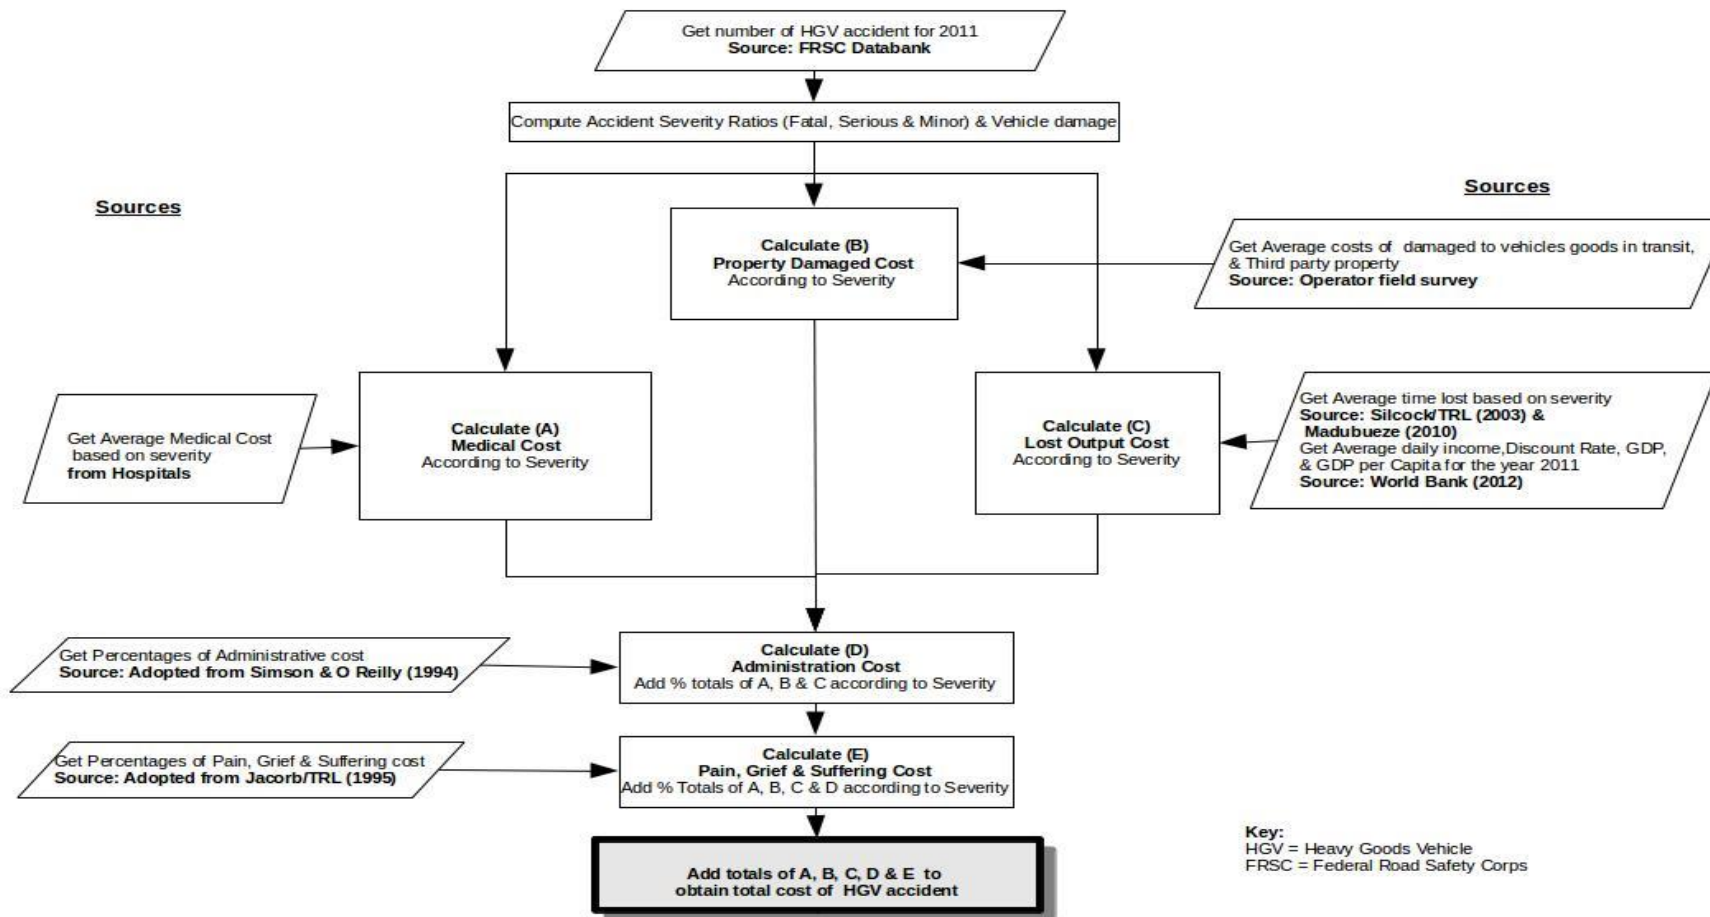 Get number of HGV accident for 2011
Source: FRSC Databank
Compute Accident Severity Ratios (Fatal, Serious & Minor) & Vehicle damage
Sources
Sources
Calculate (B)
Property Damaged Cost
According to Severity
Get Average costs of damaged to vehicles goods in transit,
& Third party property
Source: Operator field survey
Get Average Medical Cost
based on severity
from Hospitals
Calculate (A)
Medical Cost
According to Severity
Calculate (C)
Lost Output Cost
According to Severity
Get Average time lost based on severity
Source: Silcock/TRL (2003) &
Madubueze (2010)
Get Average daily income,Discount Rate, GDP,
& GDP per Capita for the year 2011
Source: World Bank (2012)
Get Percentages of Administrative cost
Source: Adopted from Simson & O Reilly (1994)
Calculate (D)
Administration Cost
Add % totals of A, B & C according to Severity
Get Percentages of Pain, Grief & Suffering cost
Source: Adopted from Jacorb/TRL (1995)
Calculate (E)
Pain, Grief & Suffering Cost
Add % Totals of A, B, C & D according to Severity
Add totals of A, B, C, D & E to
obtain total cost of HGV accident
Key:
HGV = Heavy Goods Vehicle
FRSC = Federal Road Safety Corps